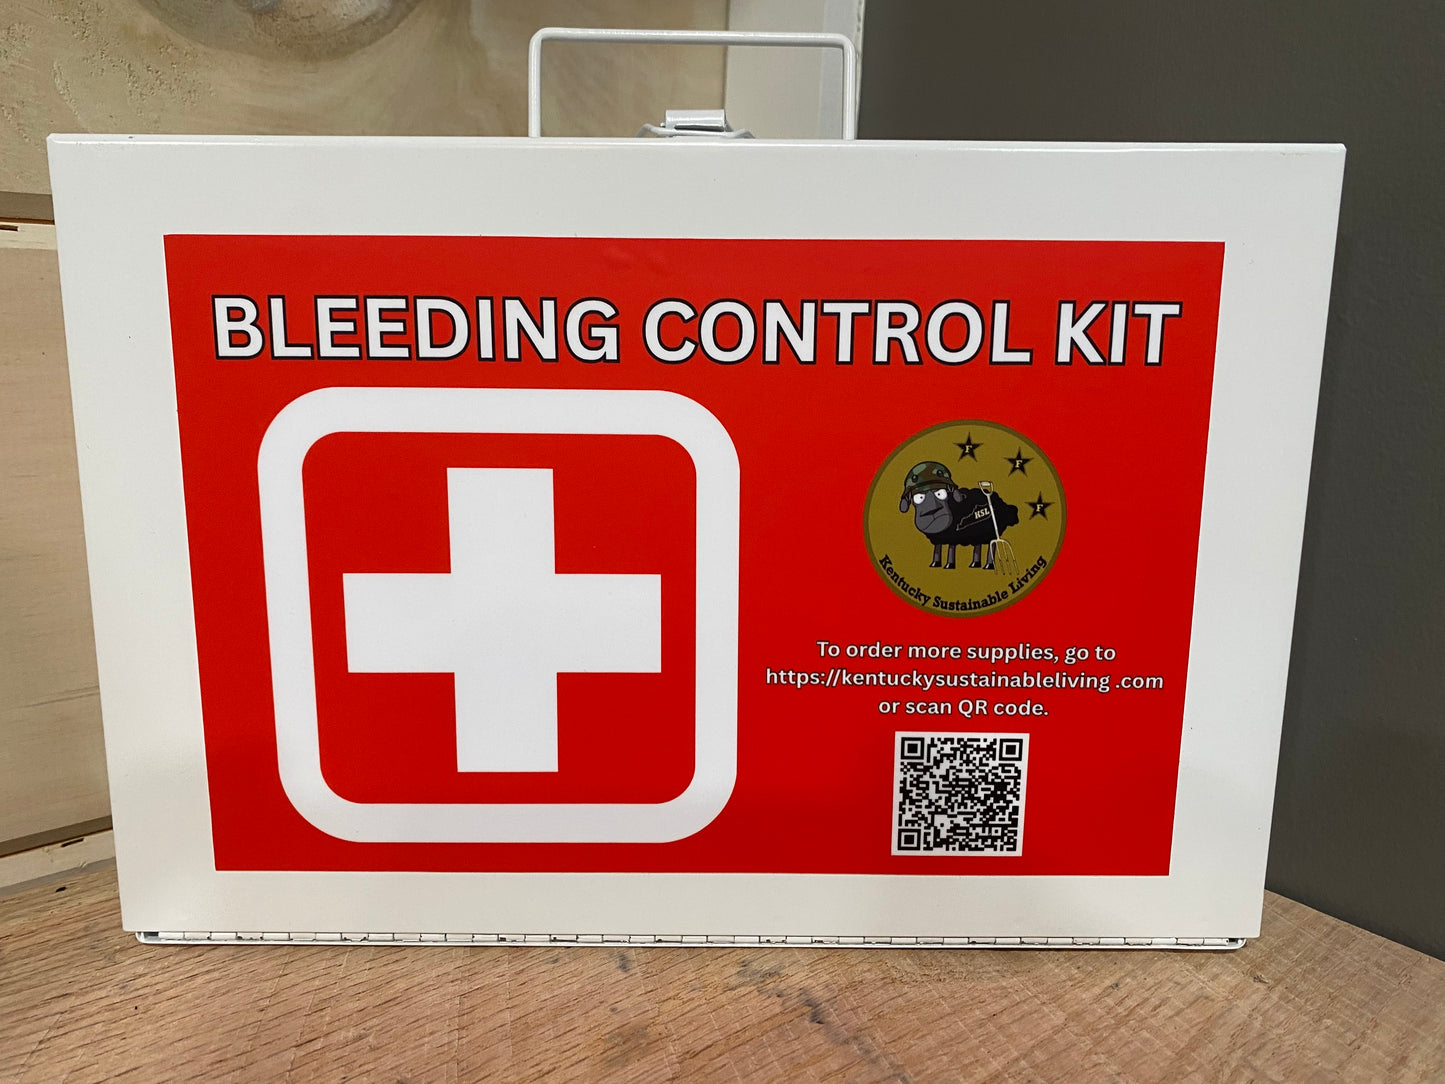 BLEEDING CONTROL KIT
F
F
F
KSL
Kentucky Sustainable Living
To order more supplies, go to
https://kentuckysustainableliving .com
or scan QR code.